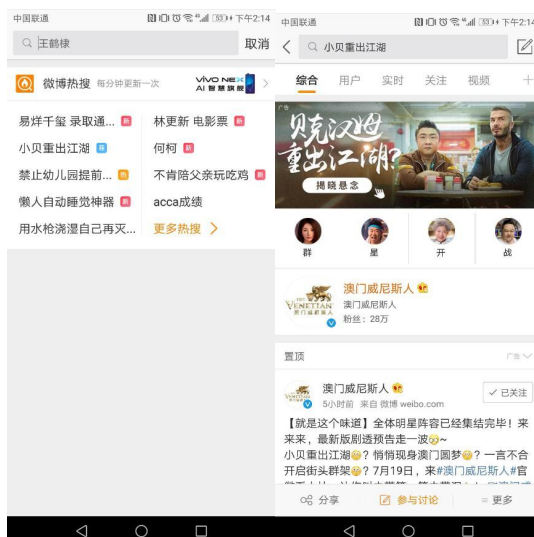 中国联通
53
下午2:14
王鹤棣
取消
微博热搜 每分钟更新一次
vivo NEX
AI 智慧旗舰
易烊千玺 录取通... 新
林更新 电影票 新
小贝重出江湖 荐
何柯 新
禁止幼儿园提前... 热
不肯陪父亲玩吃鸡 新
懒人自动睡觉神器 新
acca成绩
用水枪浇湿自己再灭...
更多热搜
中国联通
53
下午2:14
小贝重出江湖
综合 用户 实时 关注 视频
广告
贝克汉姆
重出江湖?
揭晓悬念
群 星 开 战
VENETIAN
澳门威尼斯人
澳门威尼斯人
澳门威尼斯人
粉丝：28万
置顶
广告
澳门威尼斯人
5小时前 来自 微博 weibo.com
已关注
【就是这个味道】全体明星阵容已经集结完毕！来
来来，最新版剧透预告走一波~
小贝重出江湖？悄悄现身澳门圆梦？一言不合
开启街头群架？7月19日，来#澳门威尼斯人#官
分享
参与讨论
更多